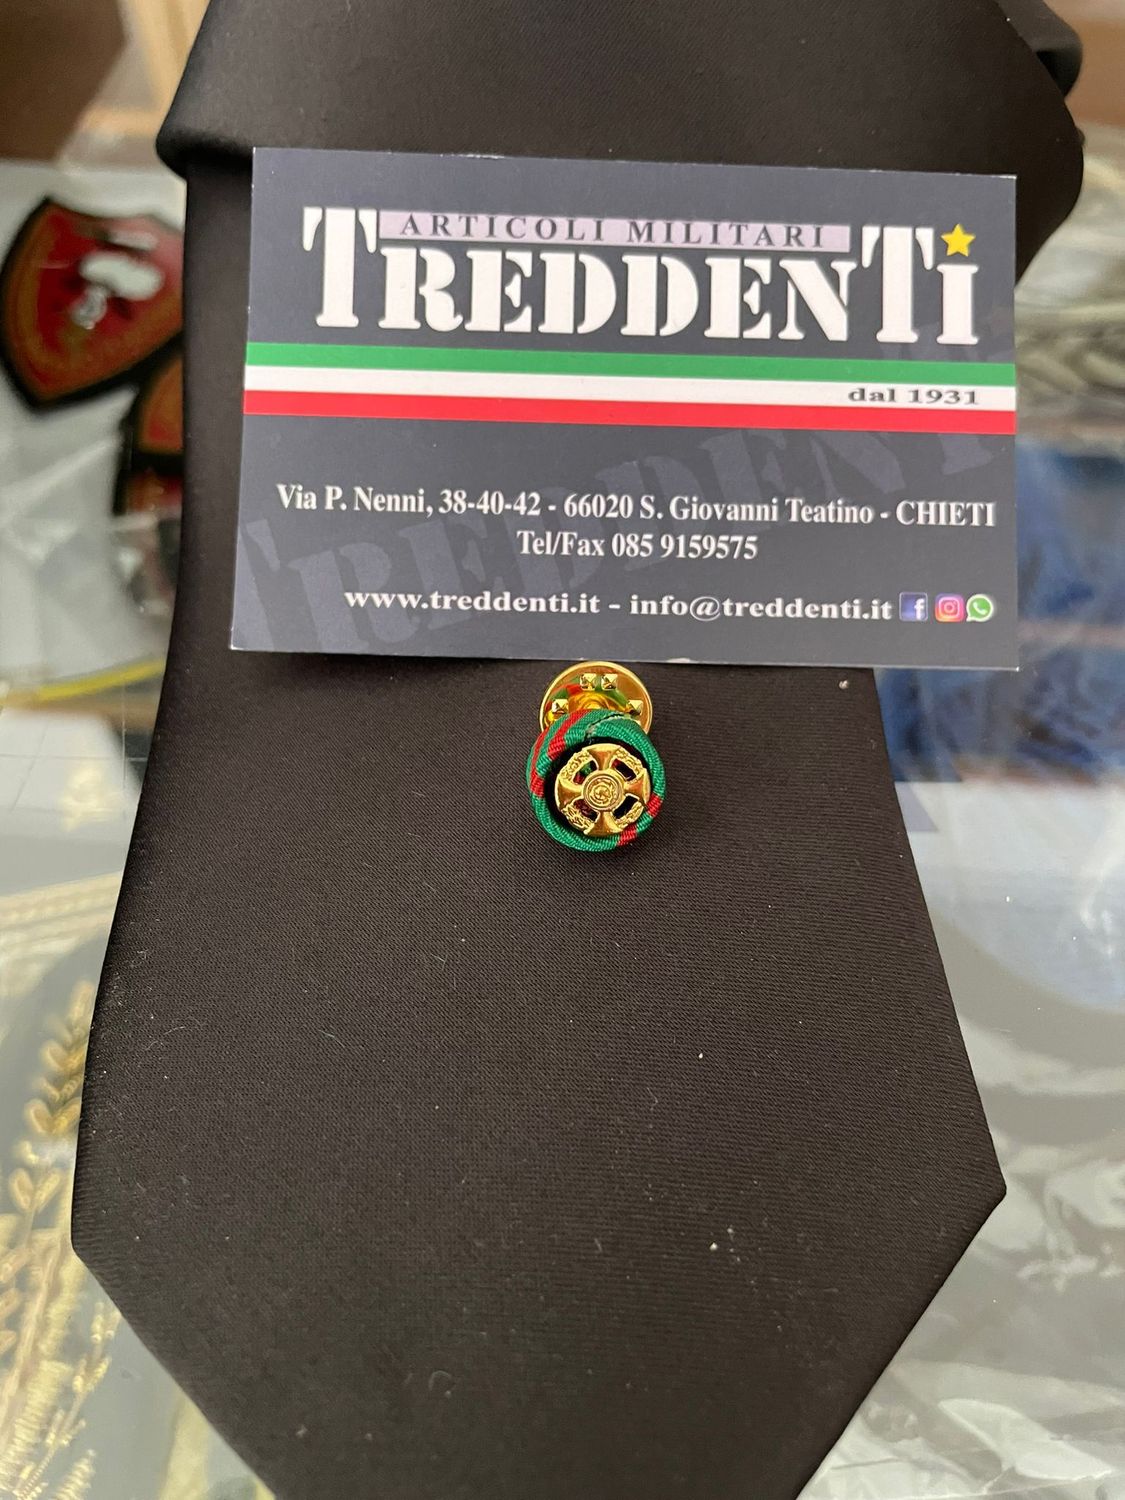 ARTICOLI MILITARI
TREDDENTi
dal 1931
Via P. Nenni, 38-40-42 - 66020 S. Giovanni Teatino - CHIETI
Tel/Fax 085 9159575
www.treddenti.it - info@treddenti.it